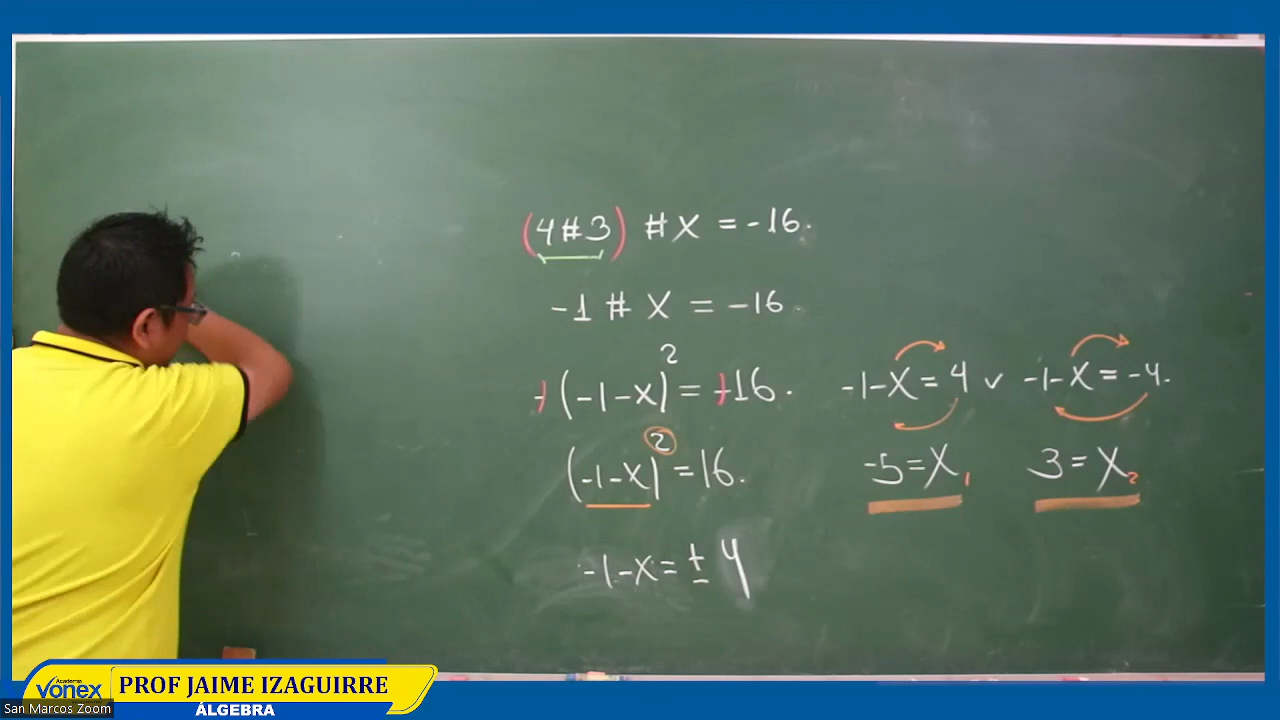 (4#3) # X = -16.
-1 # X = -16.
-(-1-X)² = -16.
(-1-X)² = 16.
-1-X = ± 4
-1-X = 4 v -1-X = -4.
-5 = X₁ 3 = X₂
Academia
Vonex
PROF JAIME IZAGUIRRE
ÁLGEBRA
San Marcos Zoom